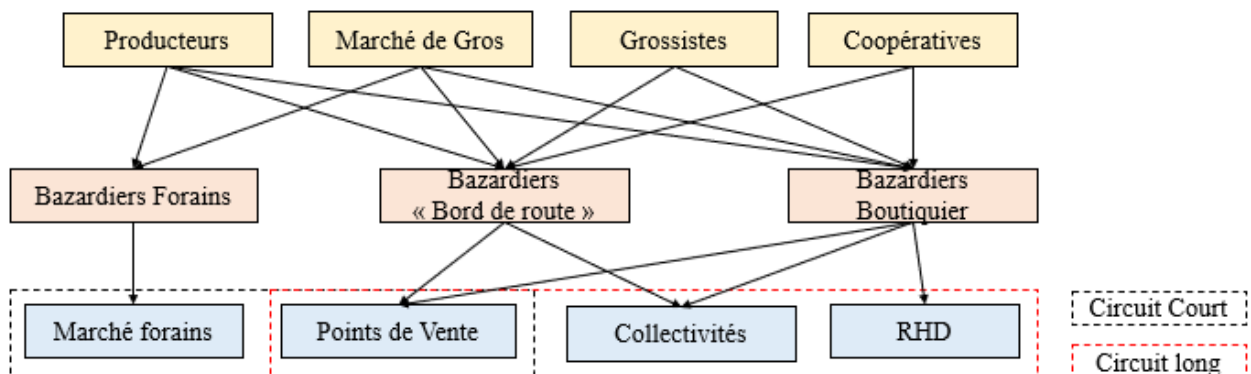 Producteurs
Marché de Gros
Grossistes
Coopératives
Bazardiers Forains
Bazardiers
« Bord de route »
Bazardiers
Boutiquier
Marché forains
Points de Vente
Collectivités
RHD
Circuit Court
Circuit long